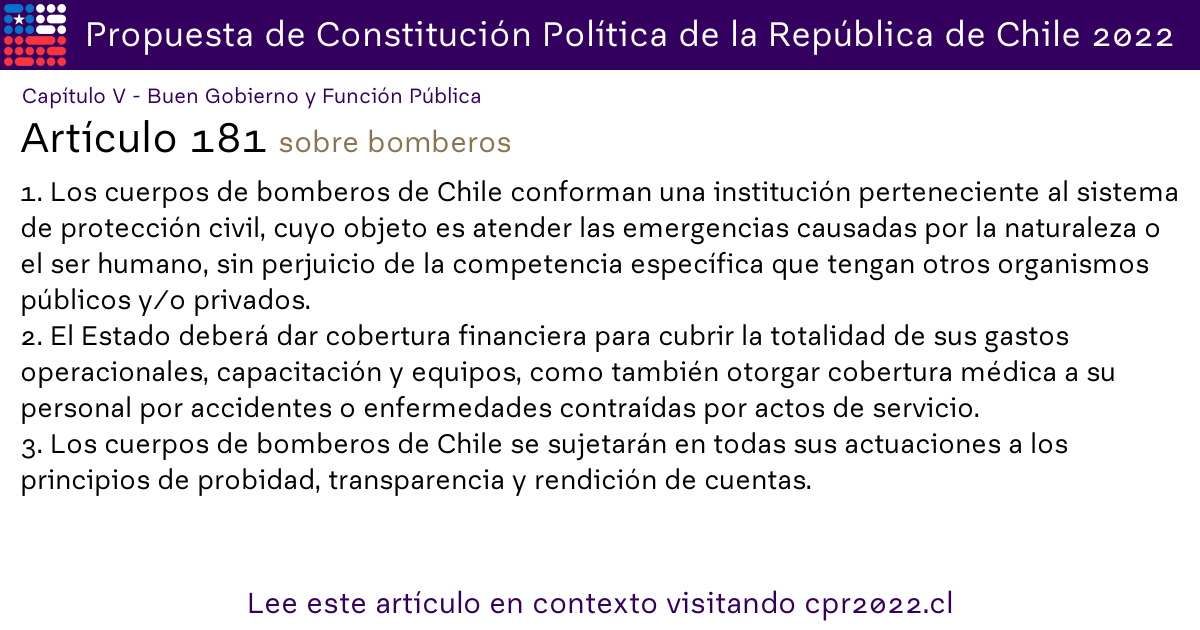 Propuesta de Constitución Política de la República de Chile 2022
Capítulo V - Buen Gobierno y Función Pública
Artículo 181 sobre bomberos
1. Los cuerpos de bomberos de Chile conforman una institución perteneciente al sistema
de protección civil, cuyo objeto es atender las emergencias causadas por la naturaleza o
el ser humano, sin perjuicio de la competencia específica que tengan otros organismos
públicos y/o privados.
2. El Estado deberá dar cobertura financiera para cubrir la totalidad de sus gastos
operacionales, capacitación y equipos, como también otorgar cobertura médica a su
personal por accidentes o enfermedades contraídas por actos de servicio.
3. Los cuerpos de bomberos de Chile se sujetarán en todas sus actuaciones a los
principios de probidad, transparencia y rendición de cuentas.
Lee este artículo en contexto visitando cpr2022.cl